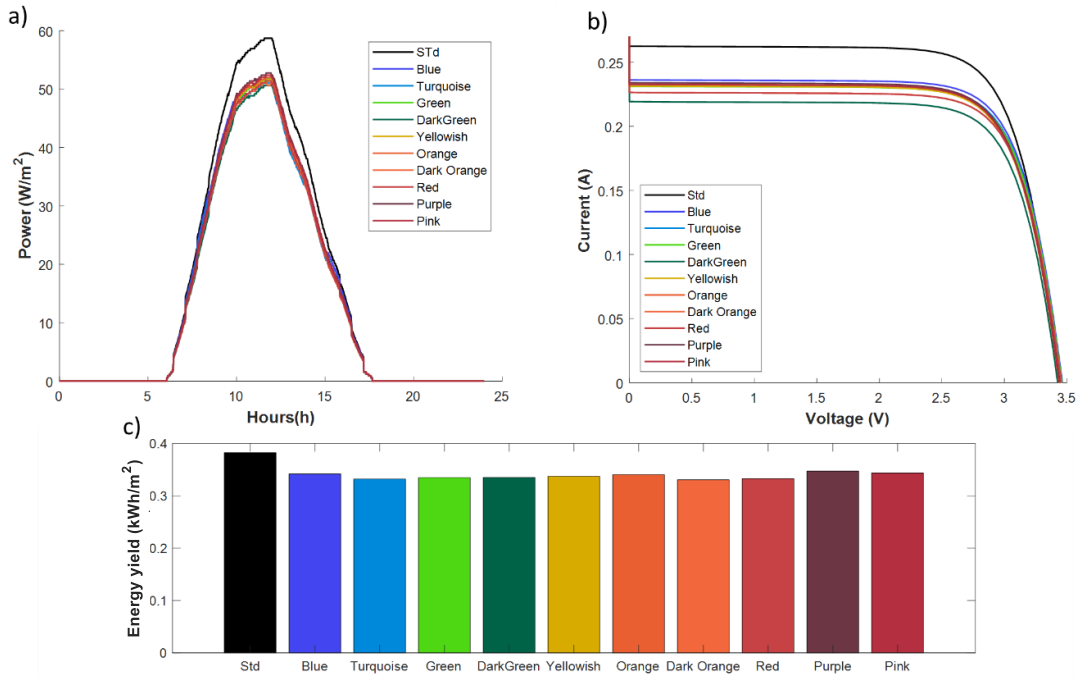 a)
Power (W/m²)
60
50
40
30
20
10
0
0
5
10
15
20
25
Hours(h)
STd
Blue
Turquoise
Green
DarkGreen
Yellowish
Orange
Dark Orange
Red
Purple
Pink
b)
Current (A)
0.25
0.2
0.15
0.1
0.05
0
0
0.5
1
1.5
2
2.5
3
3.5
Voltage (V)
Std
Blue
Turquoise
Green
DarkGreen
Yellowish
Orange
Dark Orange
Red
Purple
Pink
c)
Energy yield (kWh/m²)
0.4
0.3
0.2
0.1
0
Std
Blue
Turquoise
Green
DarkGreen
Yellowish
Orange
Dark Orange
Red
Purple
Pink